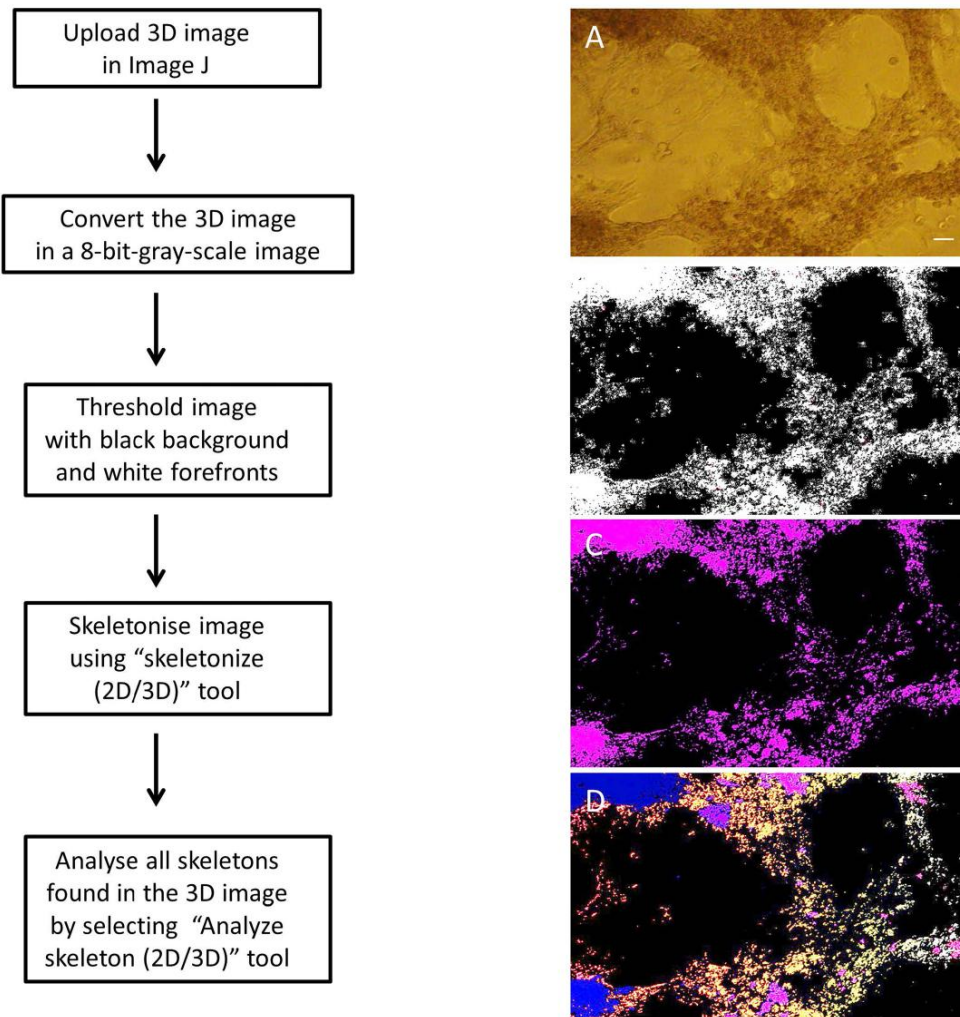 Upload 3D image
in Image J
Convert the 3D image
in a 8-bit-gray-scale image
Threshold image
with black background
and white forefronts
Skeletonise image
using “skeletonize
(2D/3D)” tool
Analyse all skeletons
found in the 3D image
by selecting “Analyze
skeleton (2D/3D)” tool
A
C
D